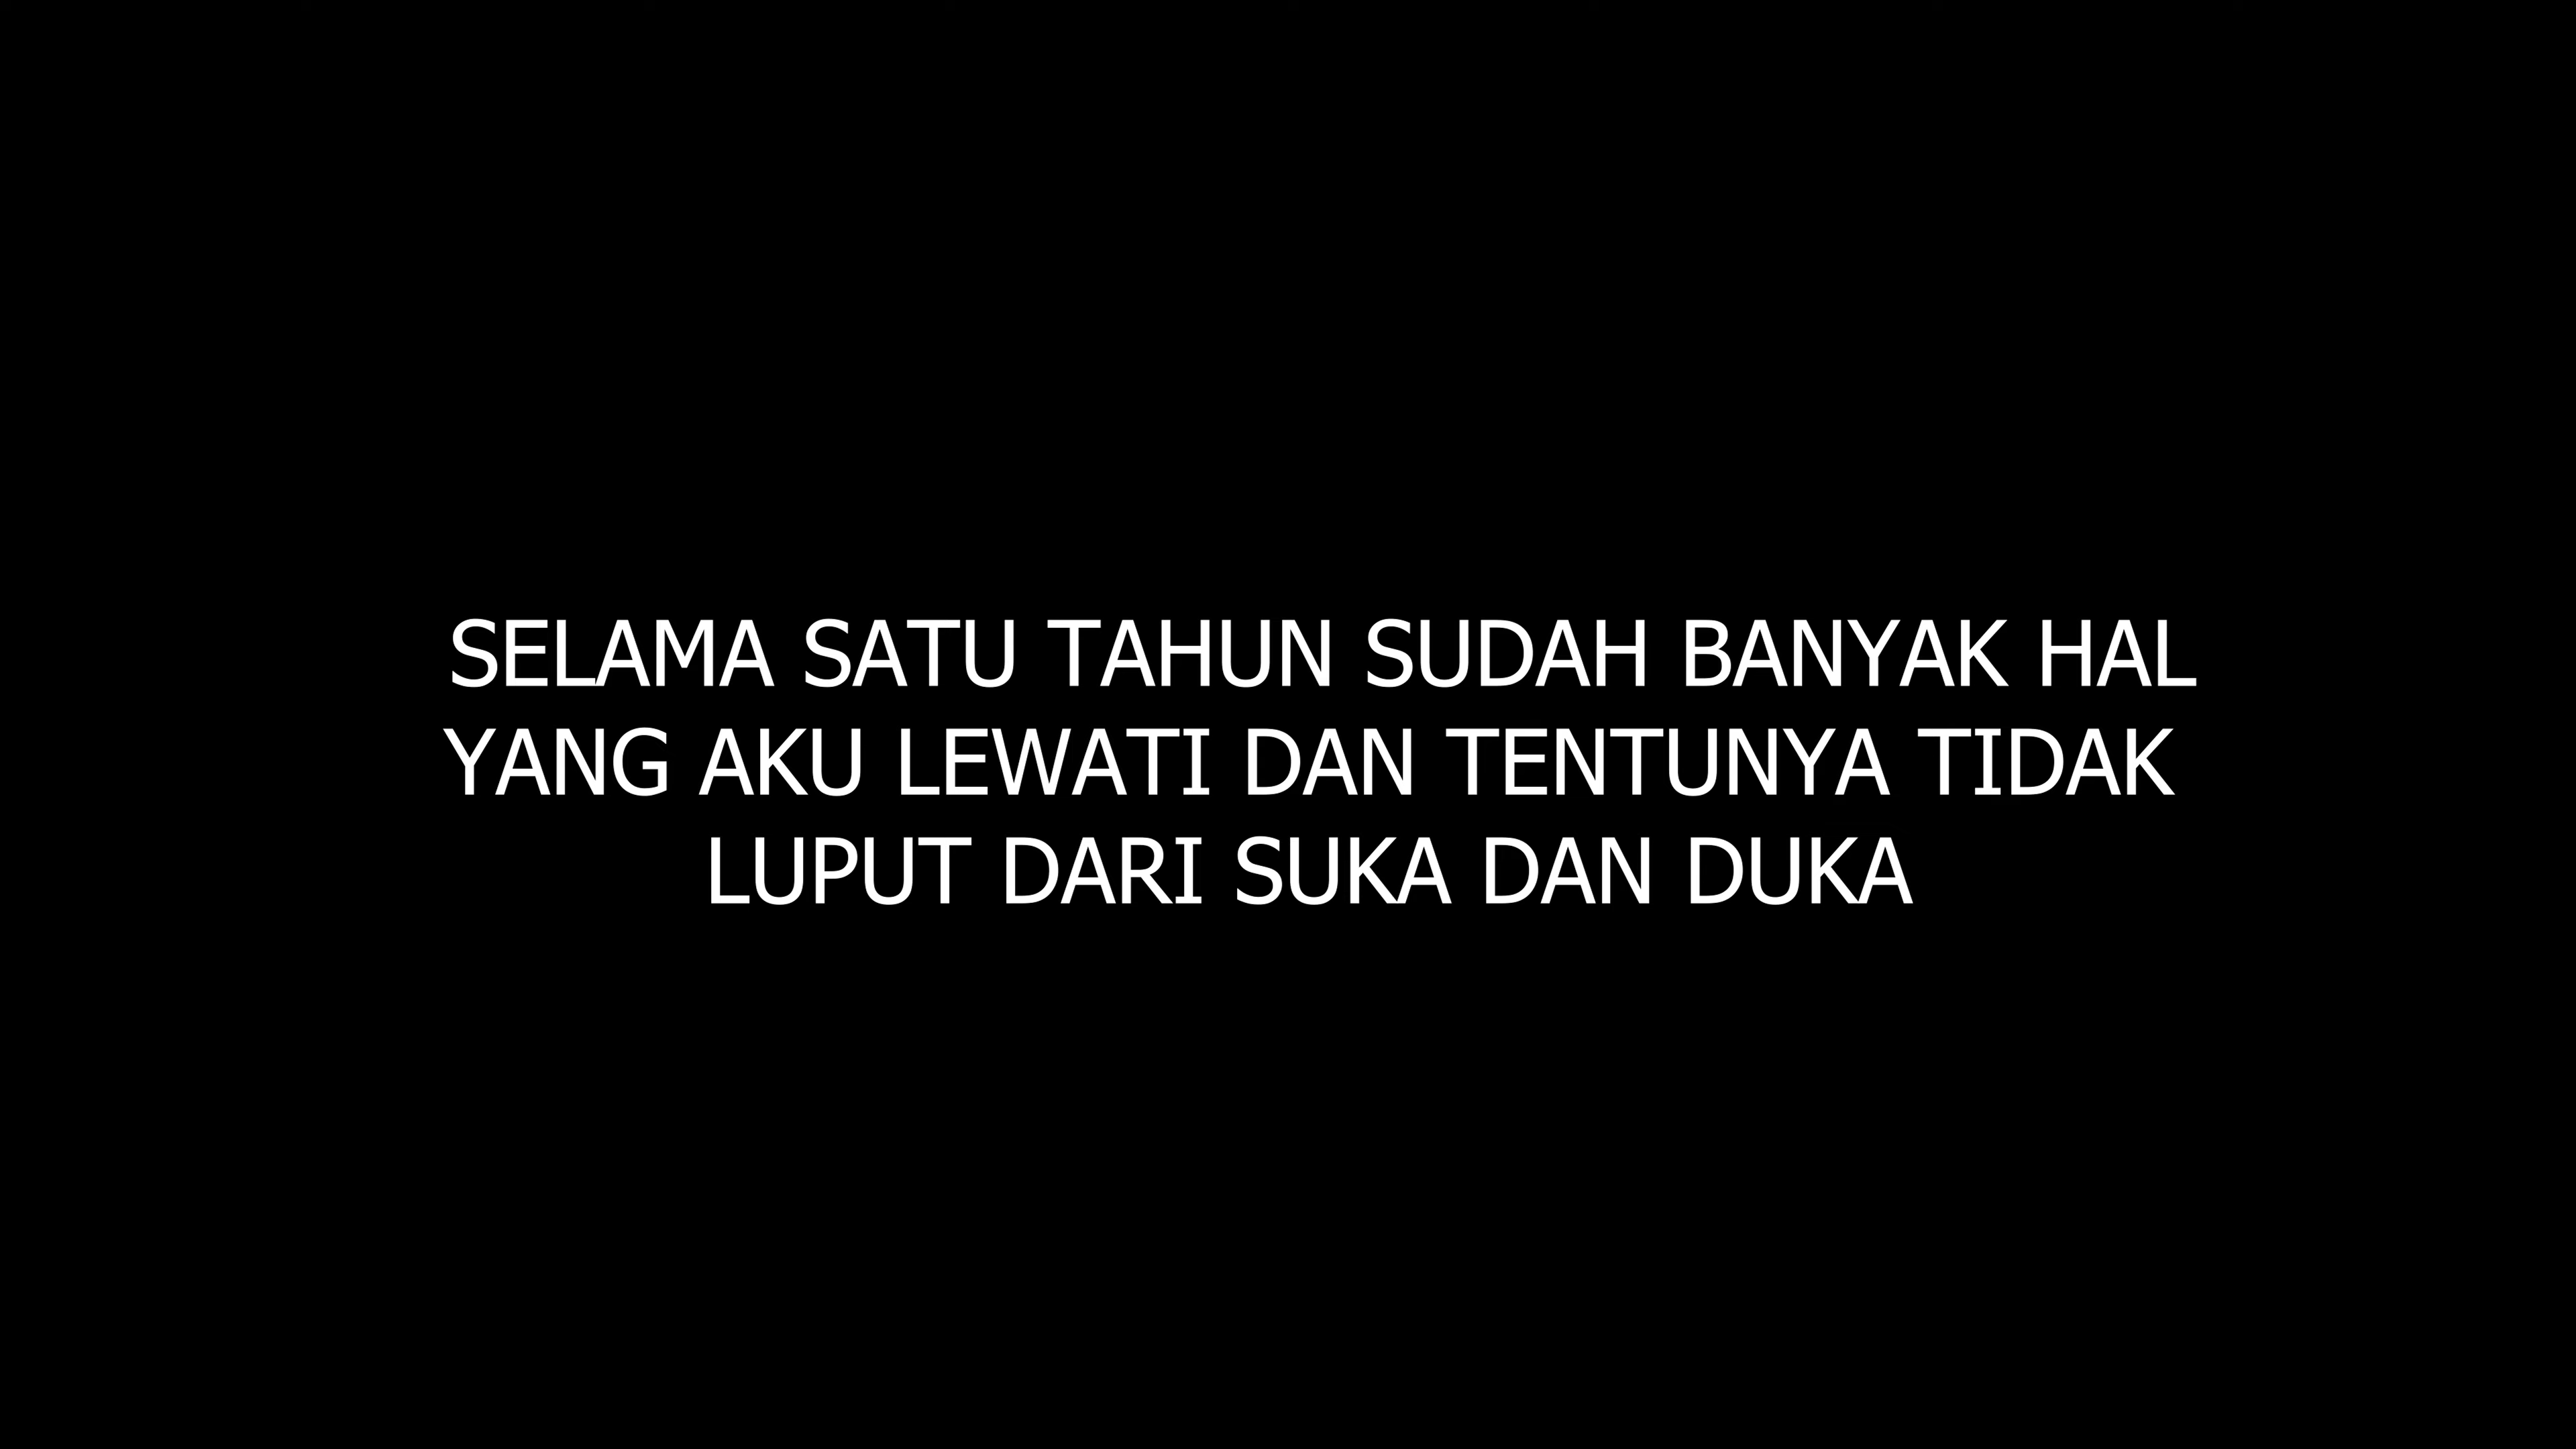 SELAMA SATU TAHUN SUDAH BANYAK HAL
YANG AKU LEWATI DAN TENTUNYA TIDAK
LUPUT DARI SUKA DAN DUKA